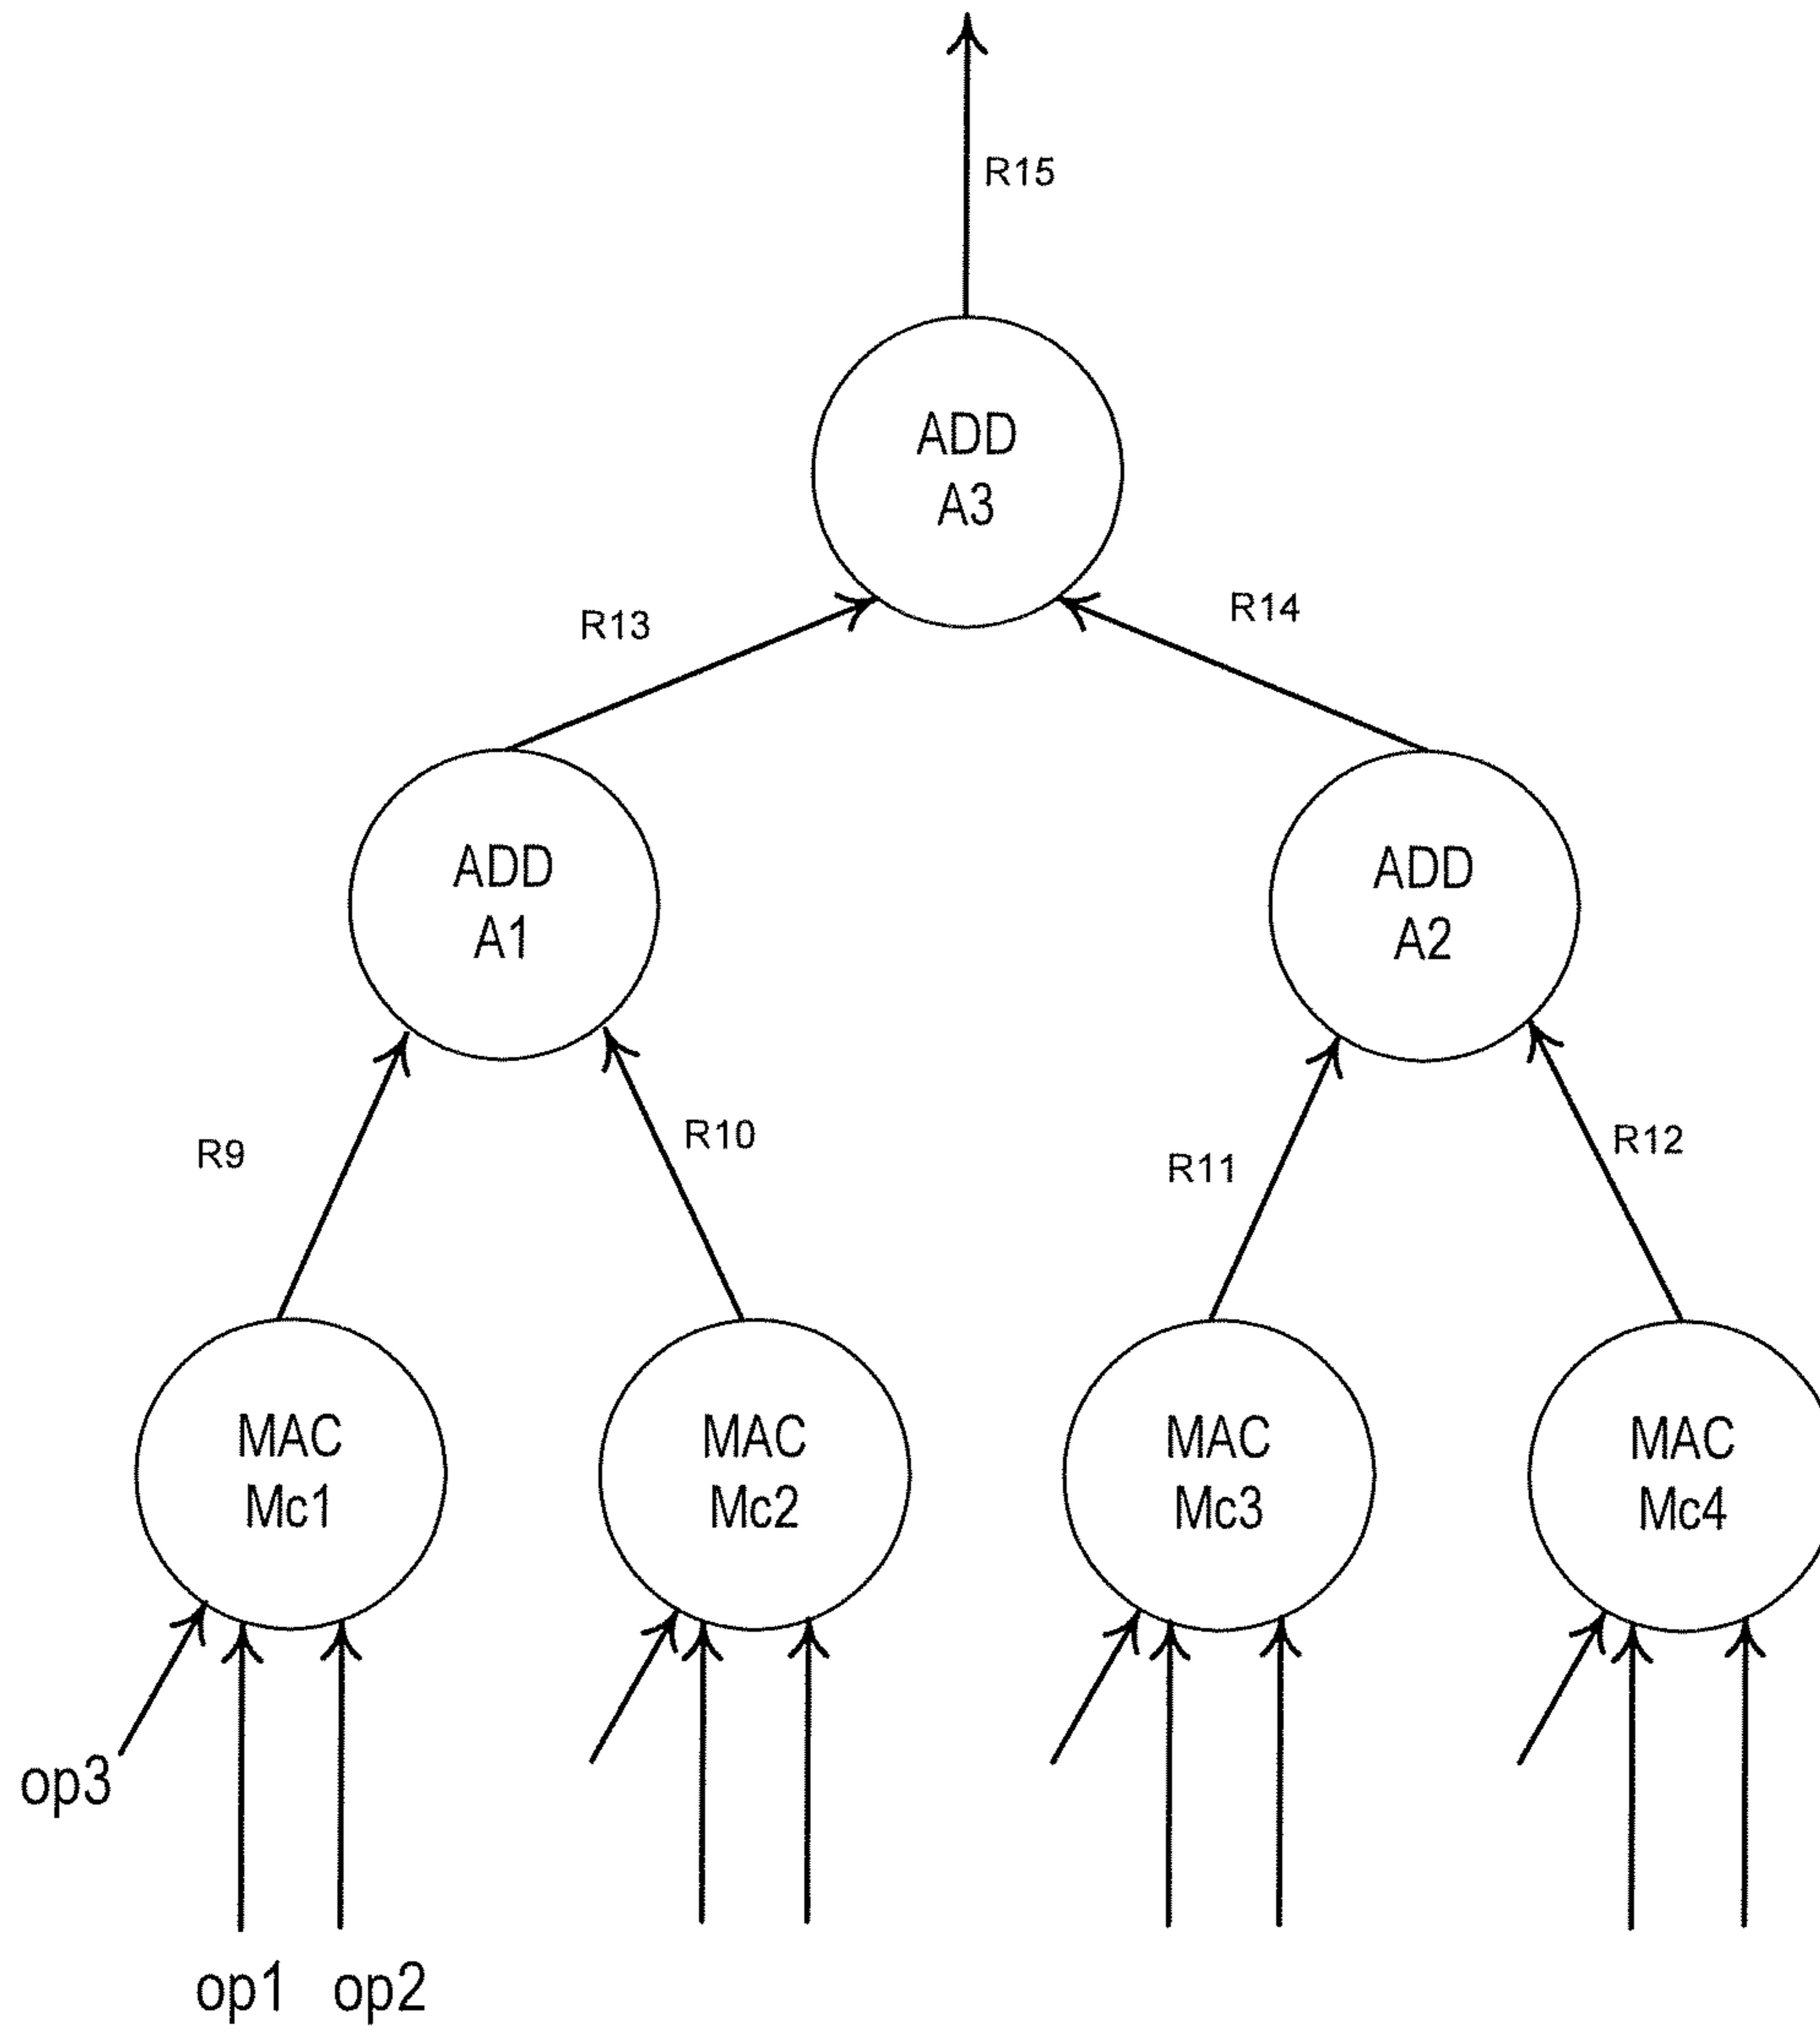 R15
ADD
A3
R13
R14
ADD
A1
ADD
A2
R9
R10
R11
R12
MAC
Mc1
MAC
Mc2
MAC
Mc3
MAC
Mc4
op3
op1
op2